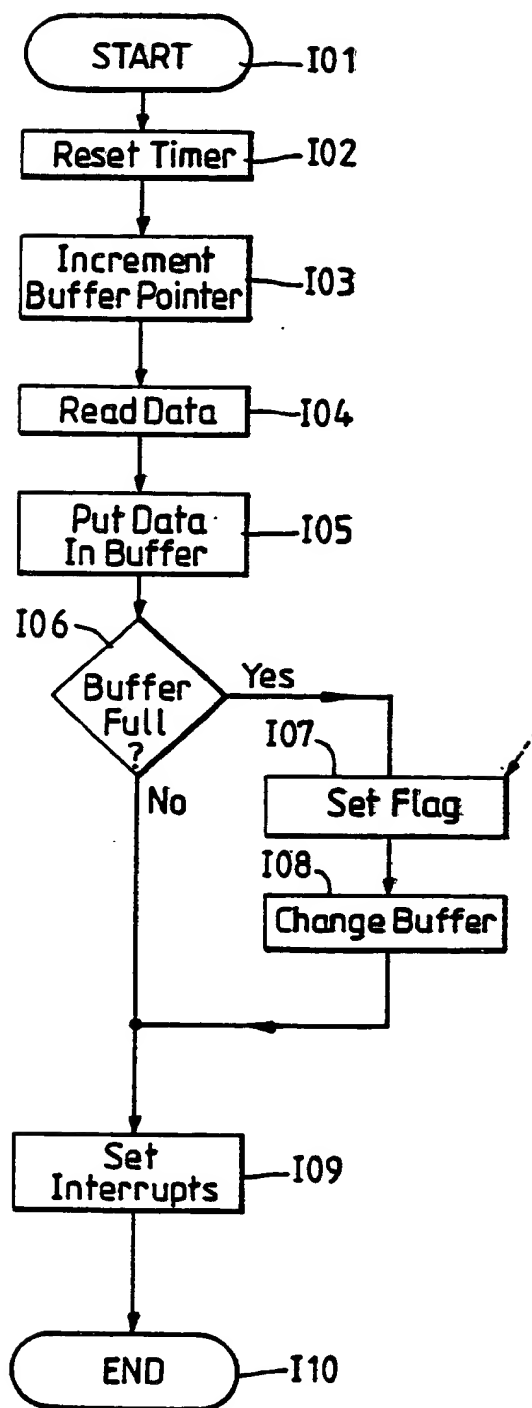 START
I01
Reset Timer
I02
Increment
Buffer Pointer
I03
Read Data
I04
Put Data
In Buffer
I05
I06
Buffer
Full
?
Yes
No
I07
Set Flag
I08
Change Buffer
Set
Interrupts
I09
END
I10